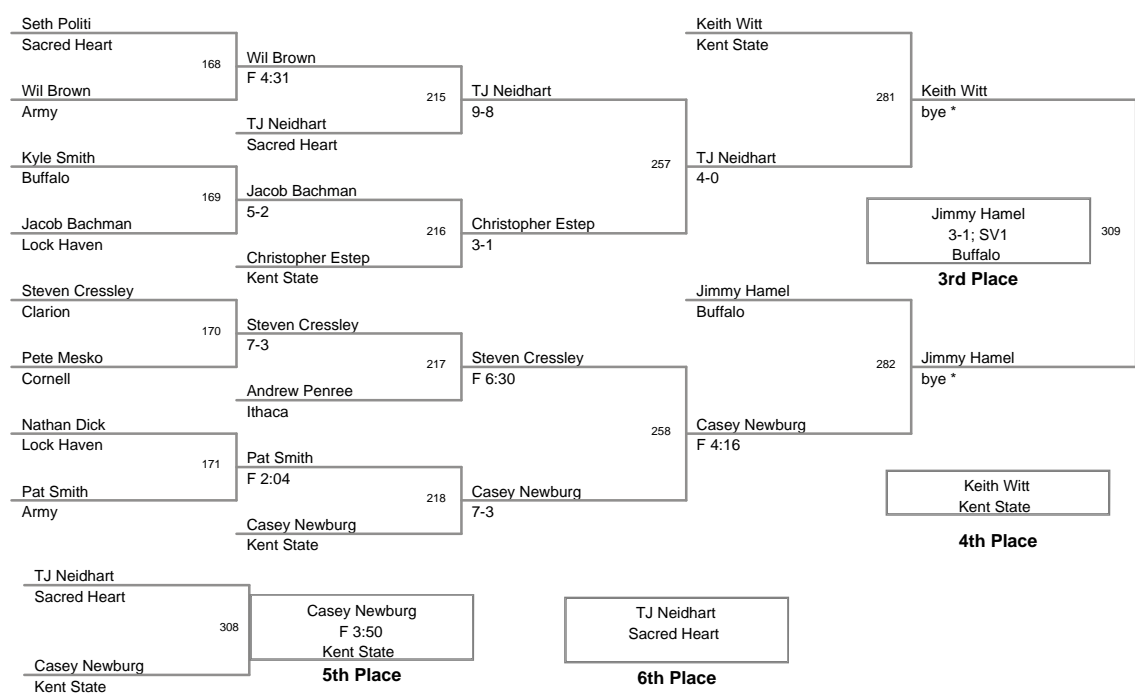 Seth Politi
Sacred Heart
168
Wil Brown
Army
Kyle Smith
Buffalo
169
Jacob Bachman
Lock Haven
Steven Cressley
Clarion
170
Pete Mesko
Cornell
Nathan Dick
Lock Haven
171
Pat Smith
Army
Wil Brown
F 4:31
215
TJ Neidhart
Sacred Heart
Jacob Bachman
5-2
216
Christopher Estep
Kent State
Steven Cressley
7-3
217
Andrew Penree
Ithaca
Pat Smith
F 2:04
218
Casey Newburg
Kent State
TJ Neidhart
9-8
257
Christopher Estep
3-1
Steven Cressley
F 6:30
258
Casey Newburg
7-3
Keith Witt
Kent State
281
TJ Neidhart
4-0
Jimmy Hamel
Buffalo
282
Casey Newburg
F 4:16
Keith Witt
bye *
309
Jimmy Hamel
bye *
Jimmy Hamel
3-1; SV1
Buffalo
3rd Place
Keith Witt
Kent State
4th Place
TJ Neidhart
Sacred Heart
308
Casey Newburg
Kent State
Casey Newburg
F 3:50
Kent State
5th Place
TJ Neidhart
Sacred Heart
6th Place